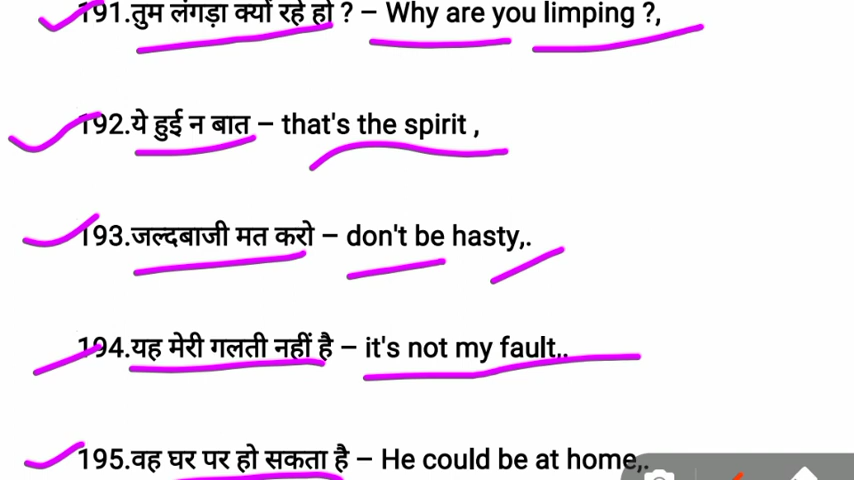 191.तुम लंगड़ा क्यों रहे हो ? – Why are you limping ?,
192.ये हुई न बात – that's the spirit ,
193.जल्दबाजी मत करो – don't be hasty,.
194.यह मेरी गलती नहीं है – it's not my fault..
195.वह घर पर हो सकता है – He could be at home,.